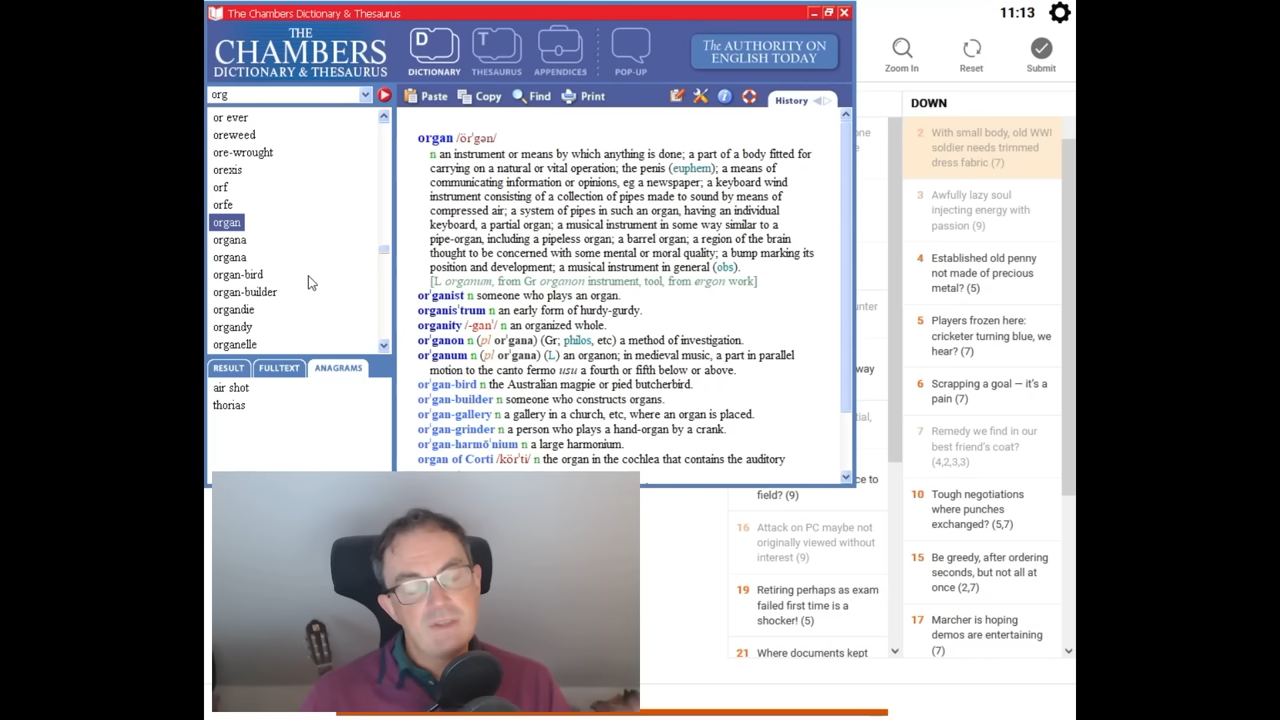 The Chambers Dictionary & Thesaurus
11:13
THE
CHAMBERS
DICTIONARY & THESAURUS
D
DICTIONARY
T
THESAURUS
APPENDICES
POP-UP
The AUTHORITY ON
ENGLISH TODAY
Zoom In
Reset
Submit
org
Paste
Copy
Find
Print
History
or ever
oreweed
ore-wrought
orexis
orf
orfe
organ
organa
organa
organ-bird
organ-builder
organdie
organdy
organelle
RESULT
FULLTEXT
ANAGRAMS
air shot
thorias
organ /ör'gən/
n an instrument or means by which anything is done; a part of a body fitted for
carrying on a natural or vital operation; the penis (euphem); a means of
communicating information or opinions, eg a newspaper; a keyboard wind
instrument consisting of a collection of pipes made to sound by means of
compressed air; a system of pipes in such an organ, having an individual
keyboard, a partial organ; a musical instrument in some way similar to a
pipe-organ, including a pipeless organ; a barrel organ; a region of the brain
thought to be concerned with some mental or moral quality; a bump marking its
position and development; a musical instrument in general (obs).
[L organum, from Gr organon instrument, tool, from ergon work]
or'ganist n someone who plays an organ.
organis'trum n an early form of hurdy-gurdy.
organity /-gan'/ n an organized whole.
or'ganon n (pl or'gana) (Gr; philos, etc) a method of investigation.
or'ganum n (pl or'gana) (L) an organon; in medieval music, a part in parallel
motion to the canto fermo usu a fourth or fifth below or above.
or'gan-bird n the Australian magpie or pied butcherbird.
or'gan-builder n someone who constructs organs.
or'gan-gallery n a gallery in a church, etc, where an organ is placed.
or'gan-grinder n a person who plays a hand-organ by a crank.
or'gan-harmō'nium n a large harmonium.
organ of Corti /kör'ti/ n the organ in the cochlea that contains the auditory
one
unter
way
tial,
ce to
field? (9)
16 Attack on PC maybe not
originally viewed without
interest (9)
19 Retiring perhaps as exam
failed first time is a
shocker! (5)
21 Where documents kept
DOWN
2 With small body, old WWI
soldier needs trimmed
dress fabric (7)
3 Awfully lazy soul
injecting energy with
passion (9)
4 Established old penny
not made of precious
metal? (5)
5 Players frozen here:
cricketer turning blue, we
hear? (7)
6 Scrapping a goal — it's a
pain (7)
7 Remedy we find in our
best friend's coat?
(4,2,3,3)
10 Tough negotiations
where punches
exchanged? (5,7)
15 Be greedy, after ordering
seconds, but not all at
once (2,7)
17 Marcher is hoping
demos are entertaining
(7)